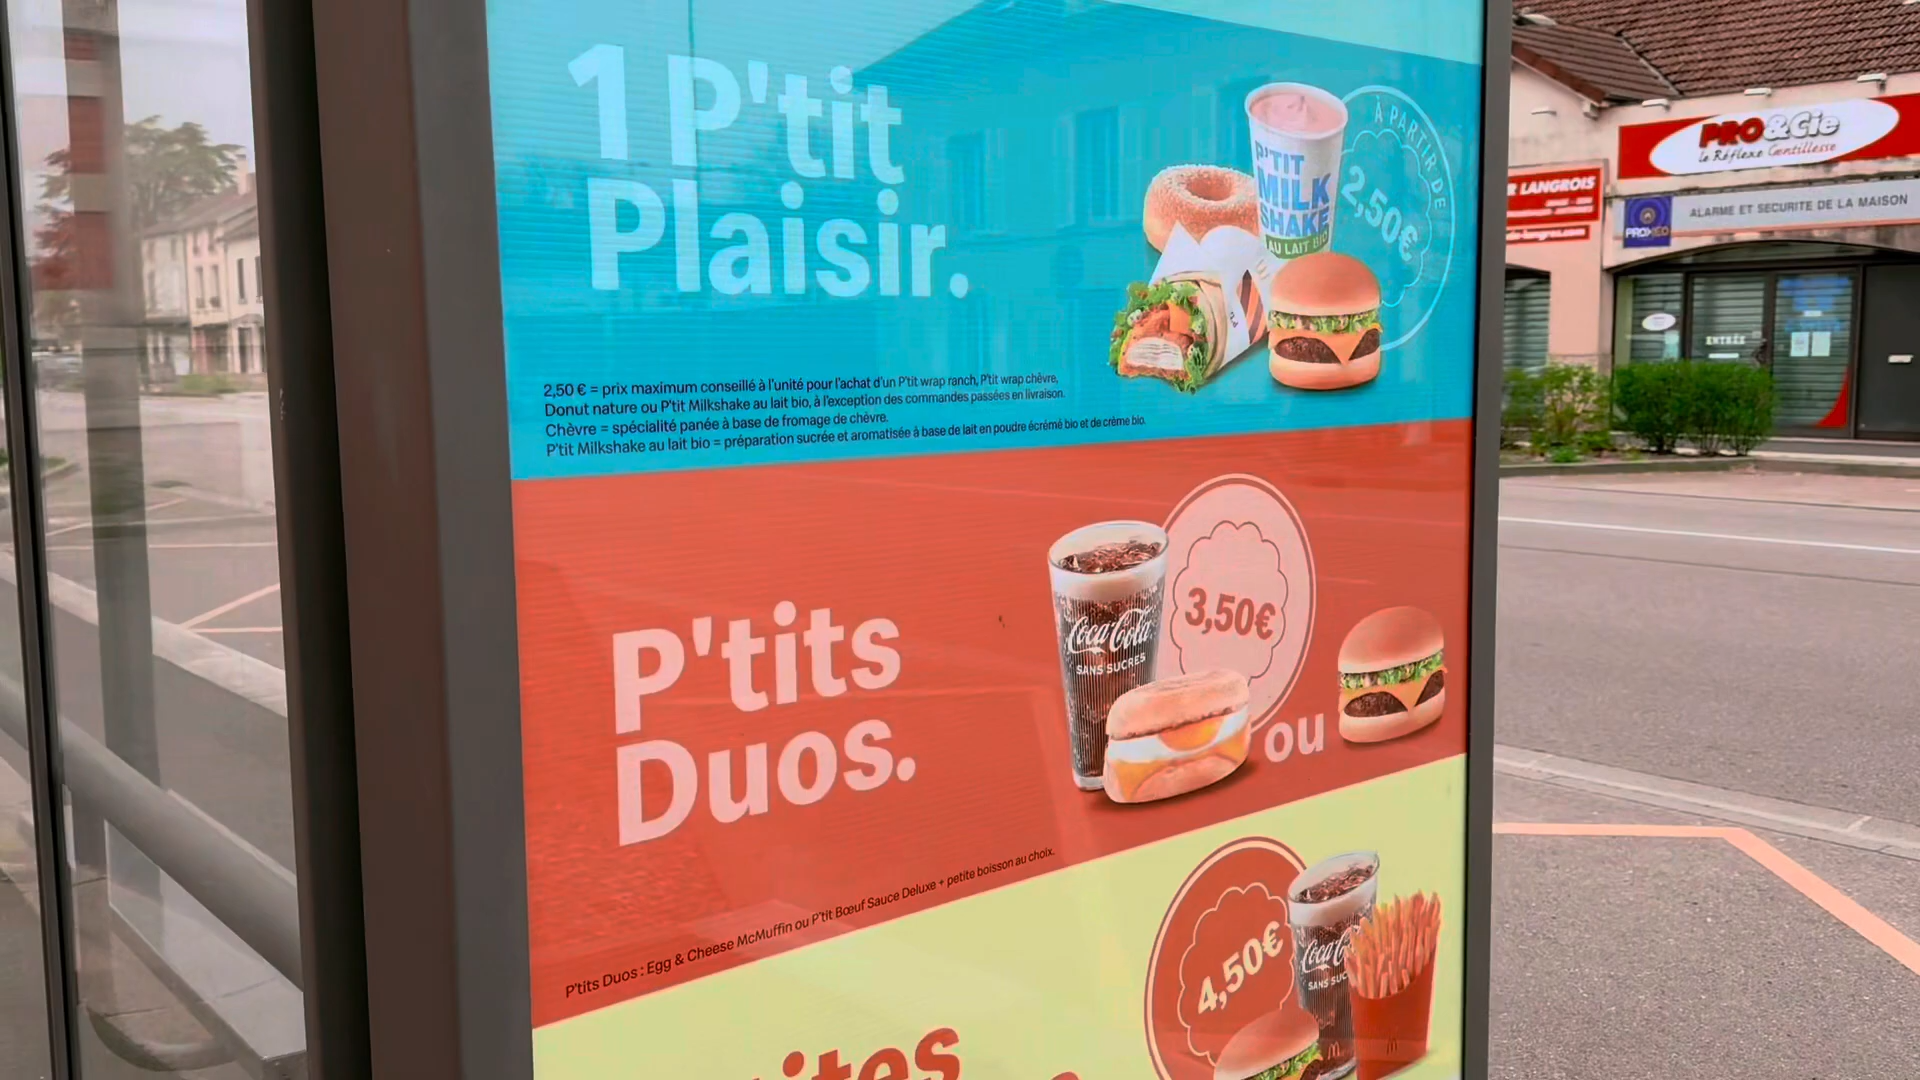 1 P'tit
Plaisir.
À PARTIR DE
2,50€
P'TIT
MILK
SHAKE
AU LAIT BIO
2,50 € = prix maximum conseillé à l'unité pour l'achat d'un P'tit wrap ranch, P'tit wrap chèvre,
Donut nature ou P'tit Milkshake au lait bio, à l'exception des commandes passées en livraison.
Chèvre = spécialité panée à base de fromage de chèvre.
P'tit Milkshake au lait bio = préparation sucrée et aromatisée à base de lait en poudre écrémé bio et de crème bio.
P'tits
Duos.
3,50€
Coca-Cola
SANS SUCRES
ou
P'tits Duos : Egg & Cheese McMuffin ou P'tit Bœuf Sauce Deluxe + petite boisson au choix.
4,50€
Coca-C
SANS SUC
ites
PRO&Cie
le Réflexe Gentillesse
R LANGROIS
PROXEO
ALARME ET SECURITE DE LA MAISON
ENTRÉE